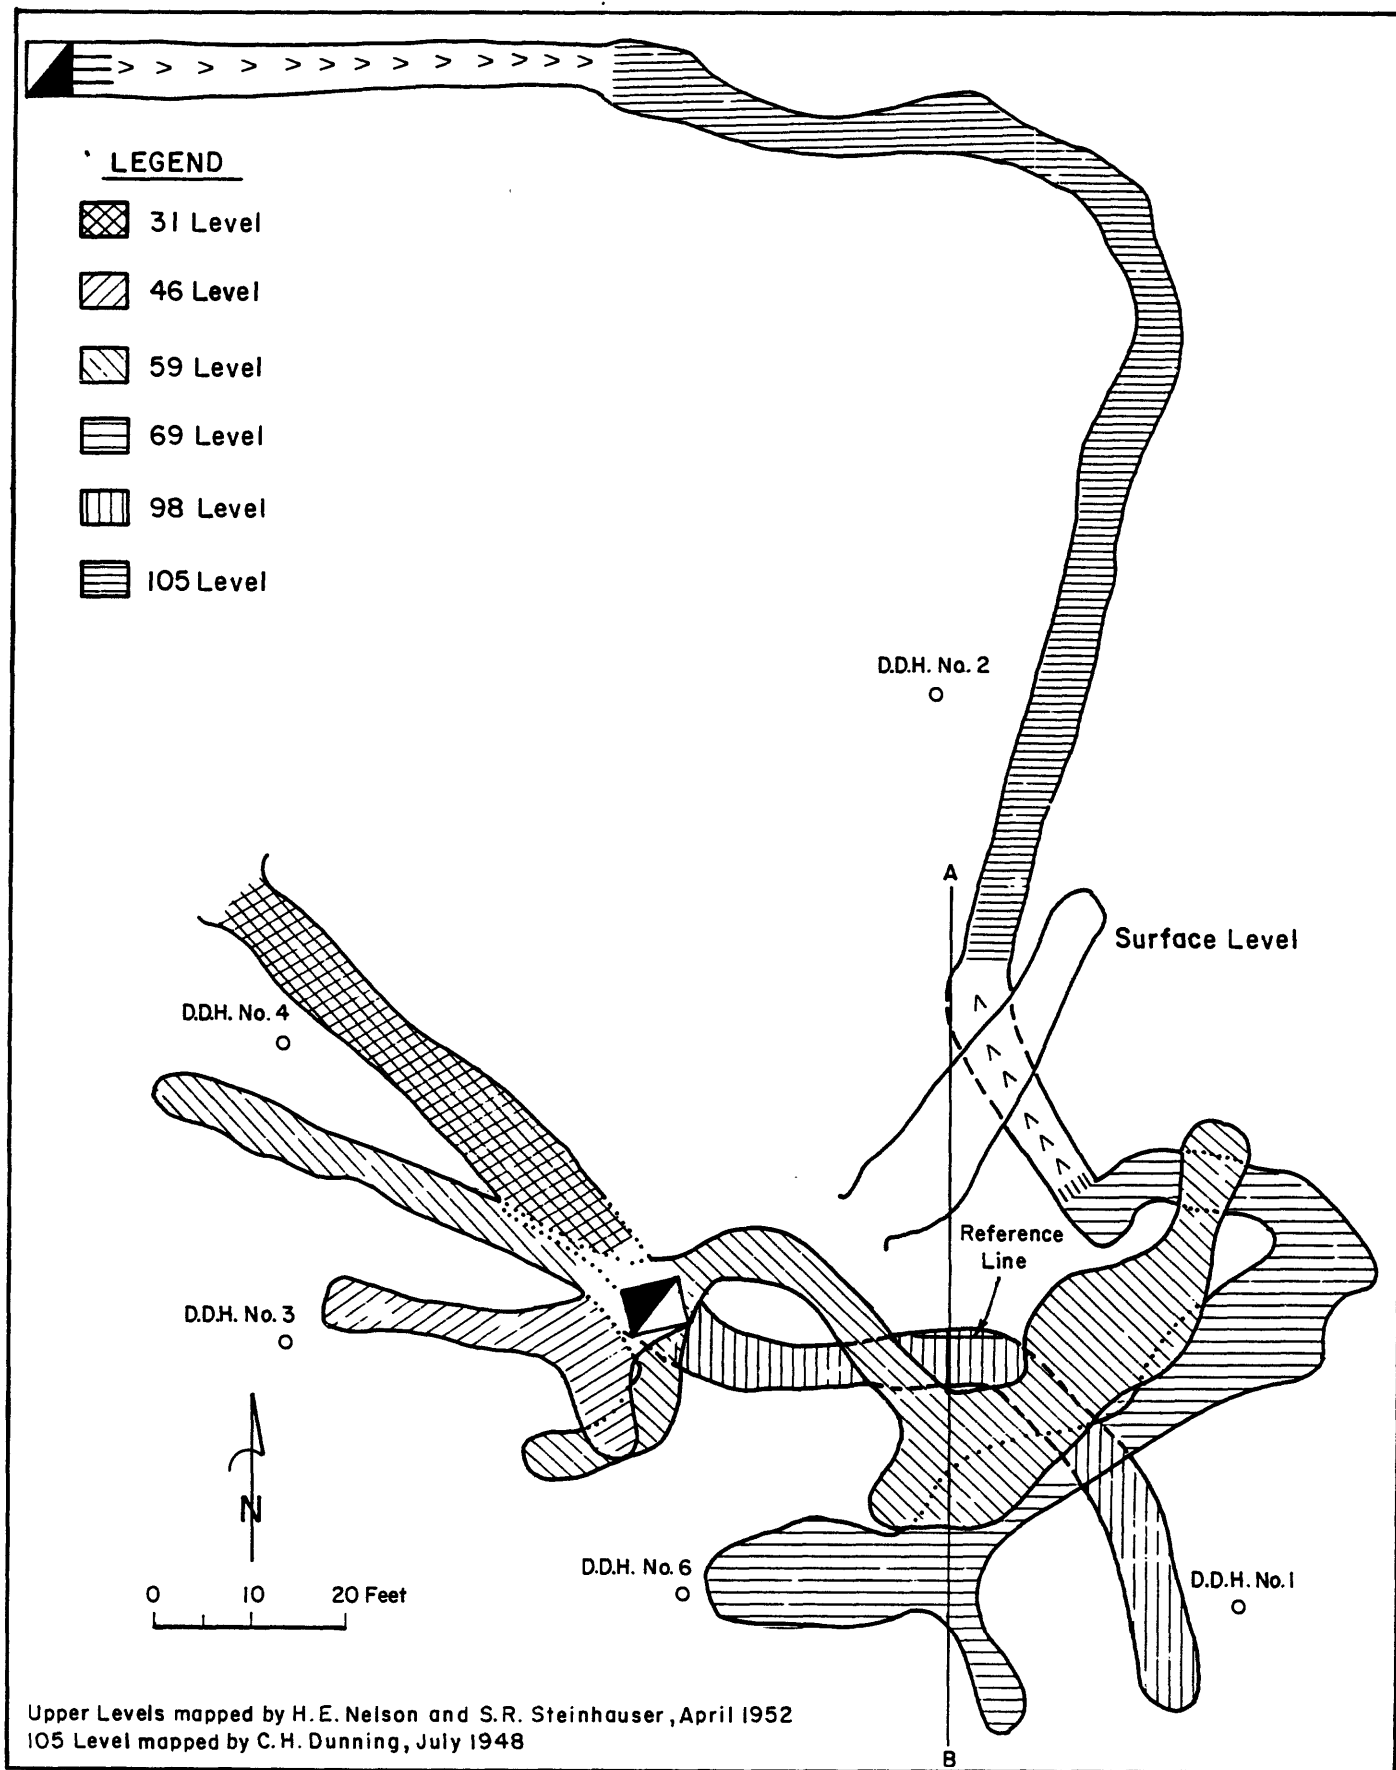 LEGEND
31 Level
46 Level
59 Level
69 Level
98 Level
105 Level
D.D.H. No. 2
A
Surface Level
D.D.H. No. 4
Reference
Line
D.D.H. No. 3
N
D.D.H. No. 6
D.D.H. No. 1
0 10 20 Feet
Upper Levels mapped by H.E. Nelson and S.R. Steinhauser, April 1952
105 Level mapped by C.H. Dunning, July 1948
B